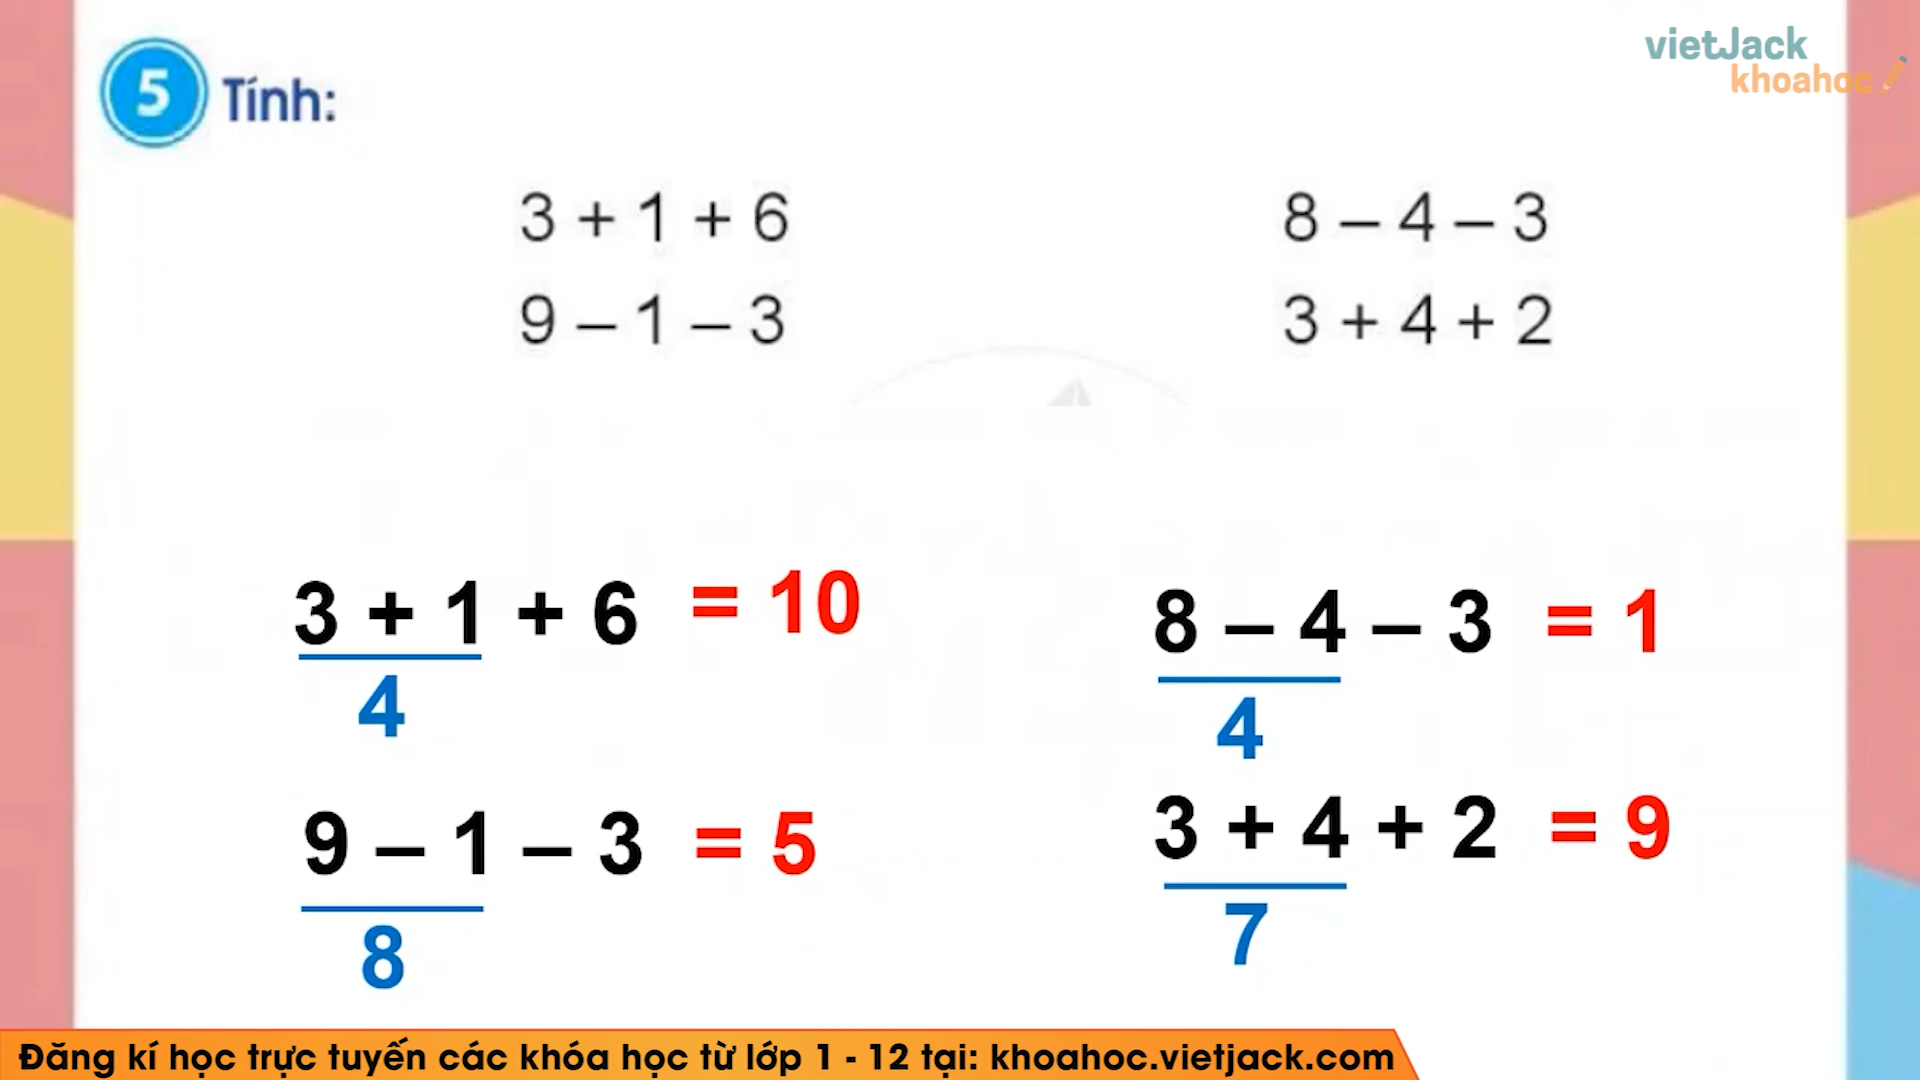 vietJack
khoahoc
5 Tính:
3 + 1 + 6
8 – 4 – 3
9 – 1 – 3
3 + 4 + 2
3 + 1 + 6 = 10
4
8 – 4 – 3 = 1
4
9 – 1 – 3 = 5
8
3 + 4 + 2 = 9
7
Đăng kí học trực tuyến các khóa học từ lớp 1 - 12 tại: khoahoc.vietjack.com